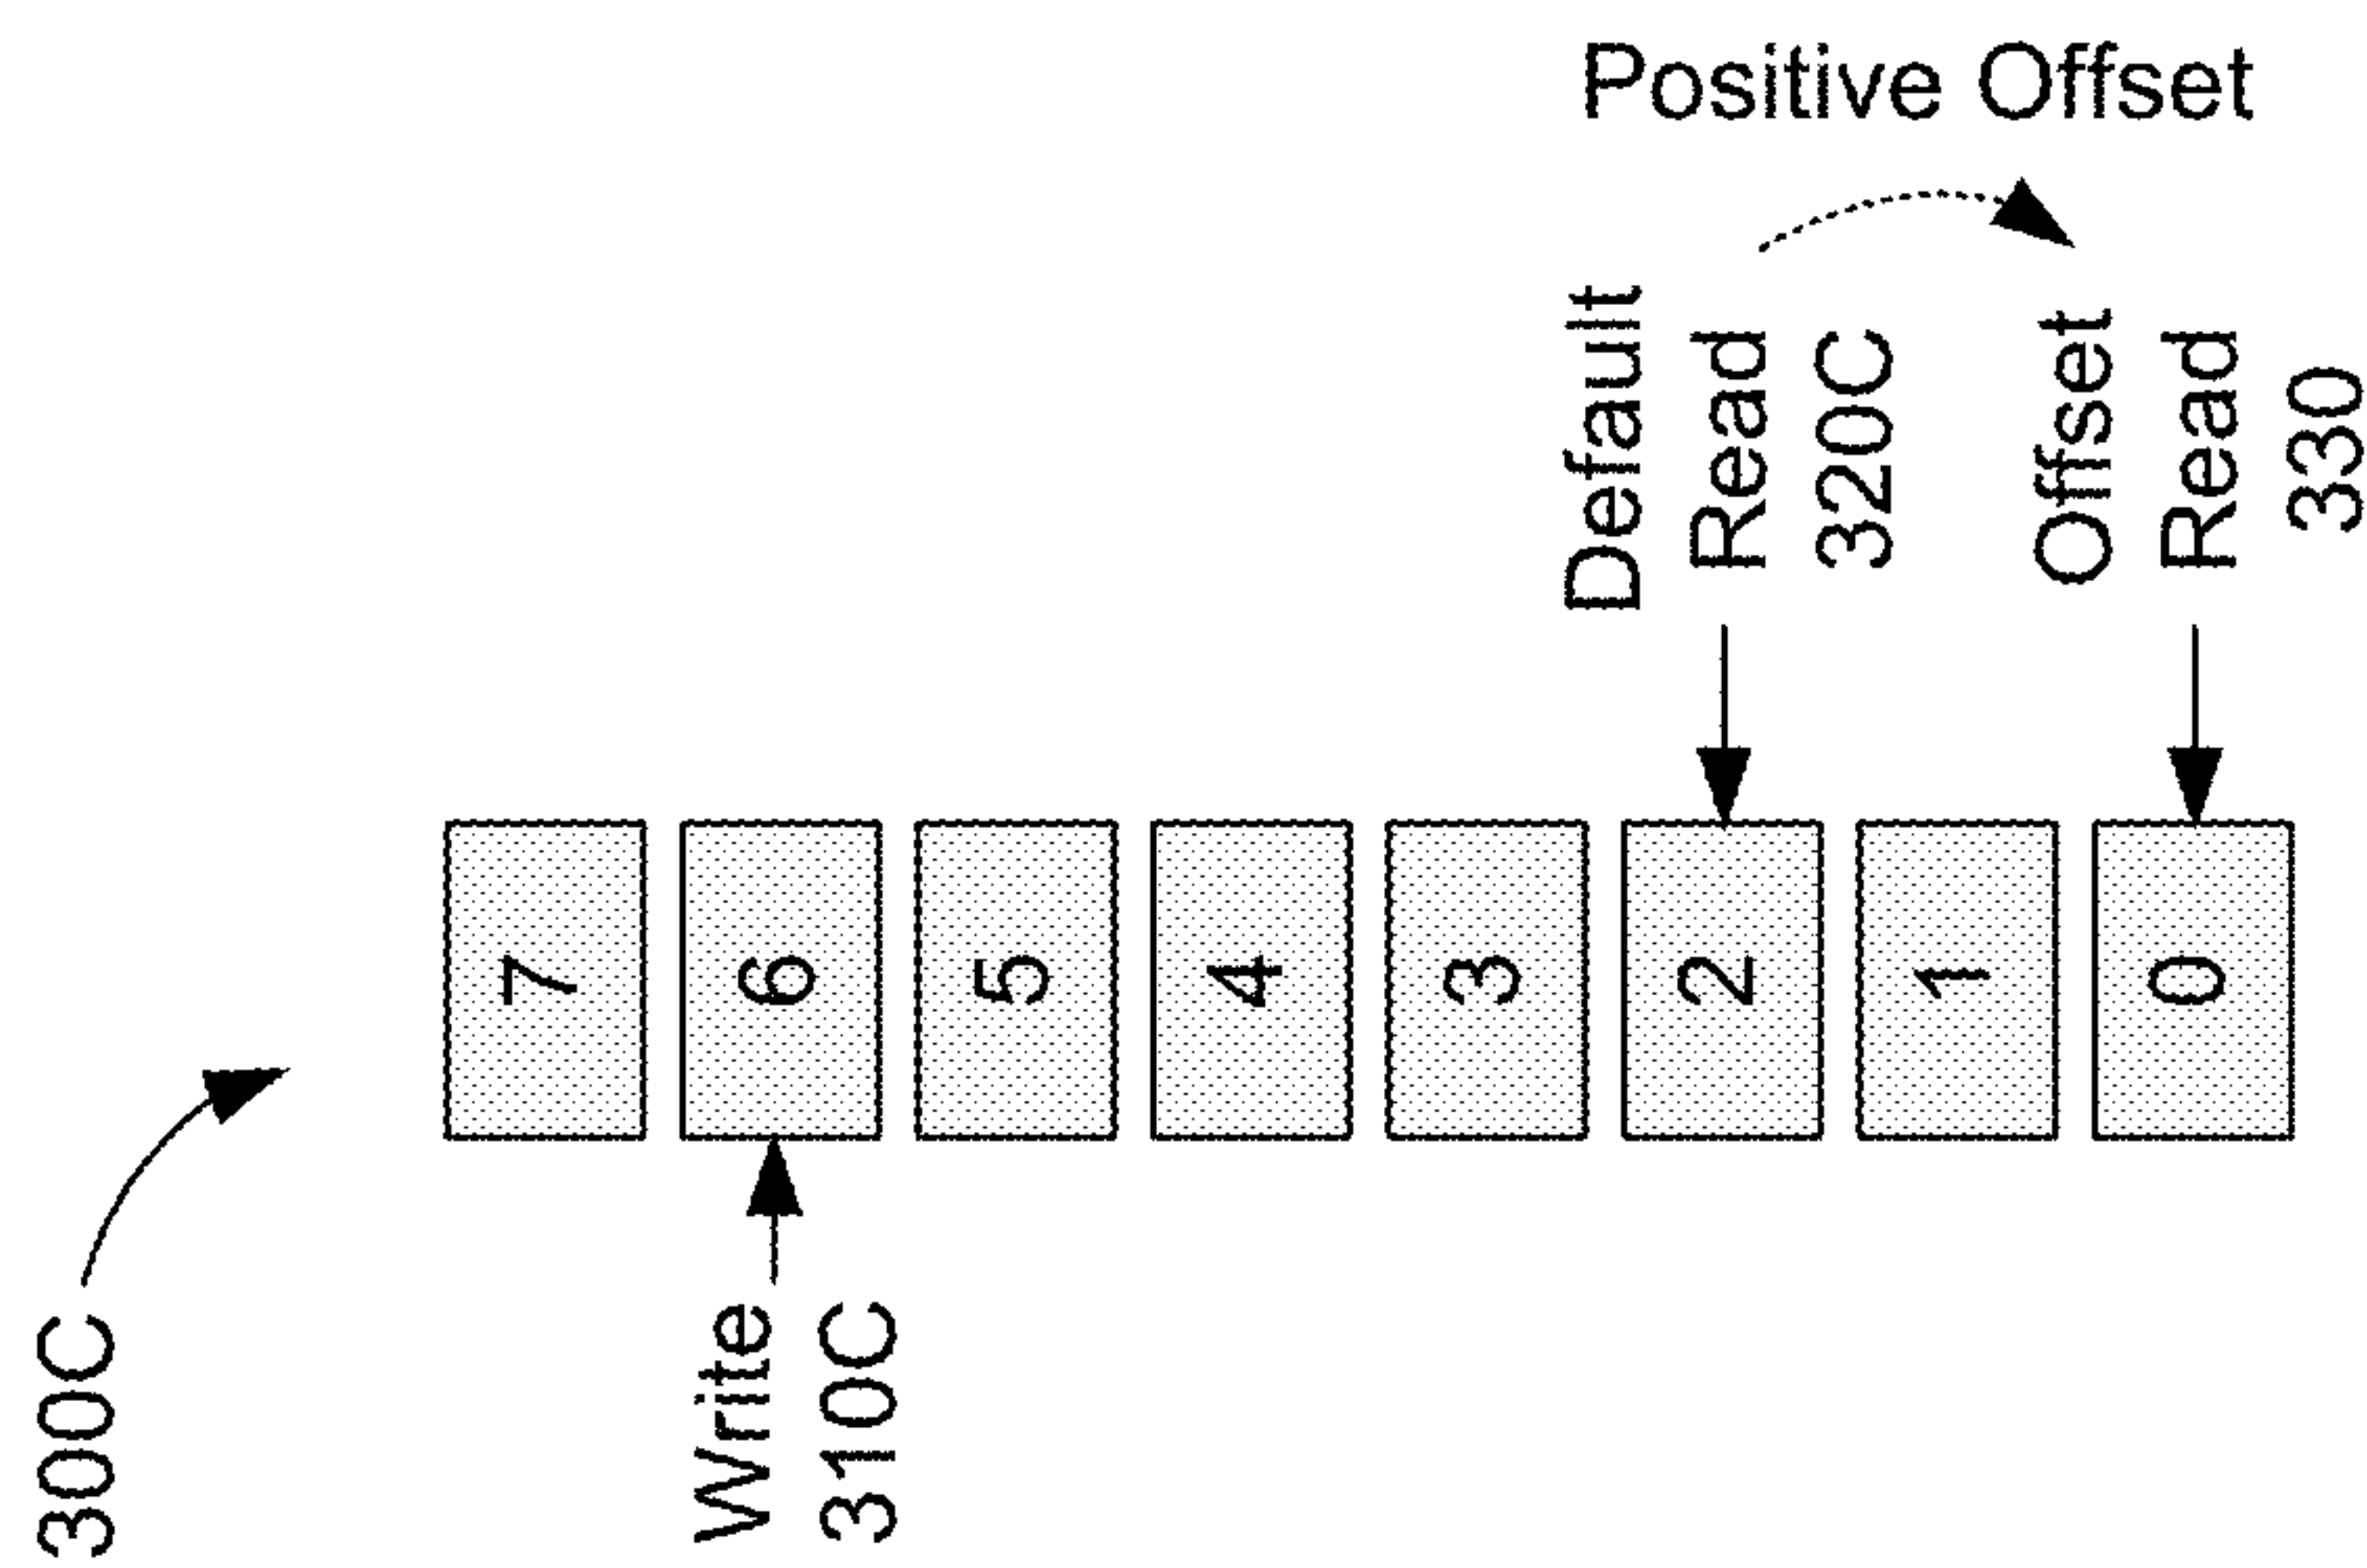 Positive Offset
300C
Write
310C
7
6
5
4
3
2
1
0
Default
Read
320C
Offset
Read
330